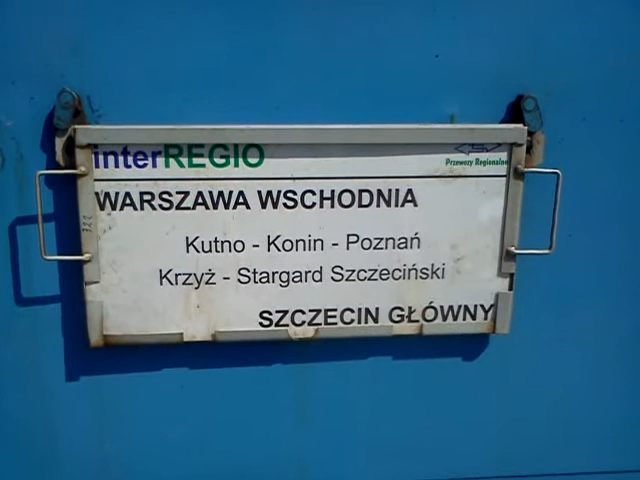 interREGIO
Przewozy Regionalne
WARSZAWA WSCHODNIA
Kutno - Konin - Poznań
Krzyż - Stargard Szczeciński
SZCZECIN GŁÓWNY